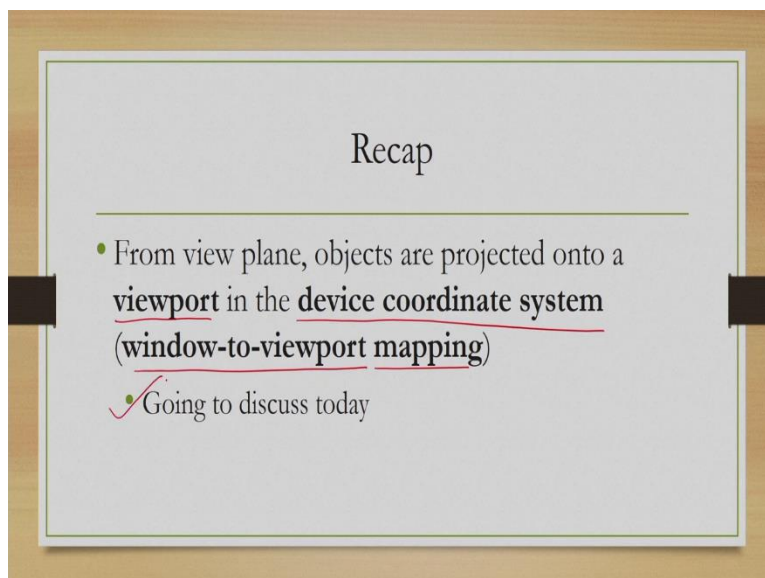 Recap
• From view plane, objects are projected onto a
viewport in the device coordinate system
(window-to-viewport mapping)
• Going to discuss today